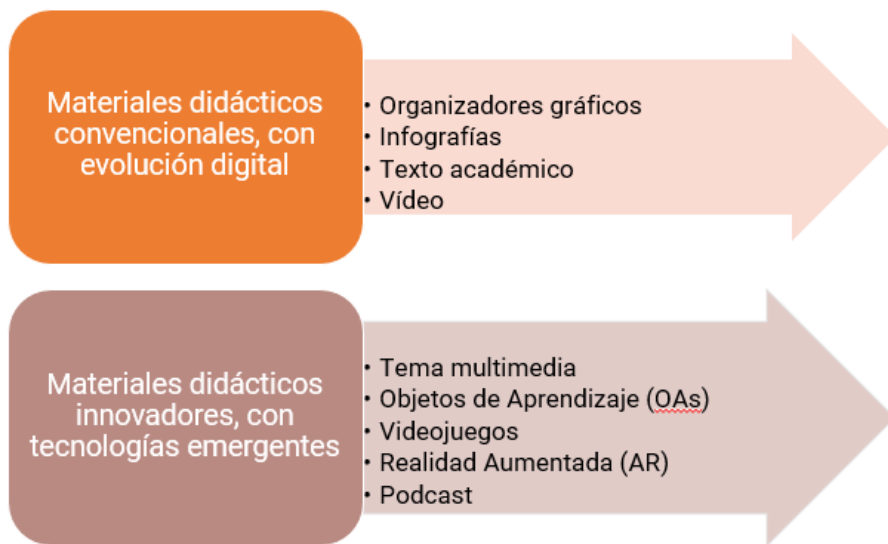 Materiales didácticos
convencionales, con
evolución digital
• Organizadores gráficos
• Infografías
• Texto académico
• Vídeo
Materiales didácticos
innovadores, con
tecnologías emergentes
• Tema multimedia
• Objetos de Aprendizaje (OAs)
• Videojuegos
• Realidad Aumentada (AR)
• Podcast